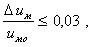 Δu_м / u_мо ≤ 0,03 ,